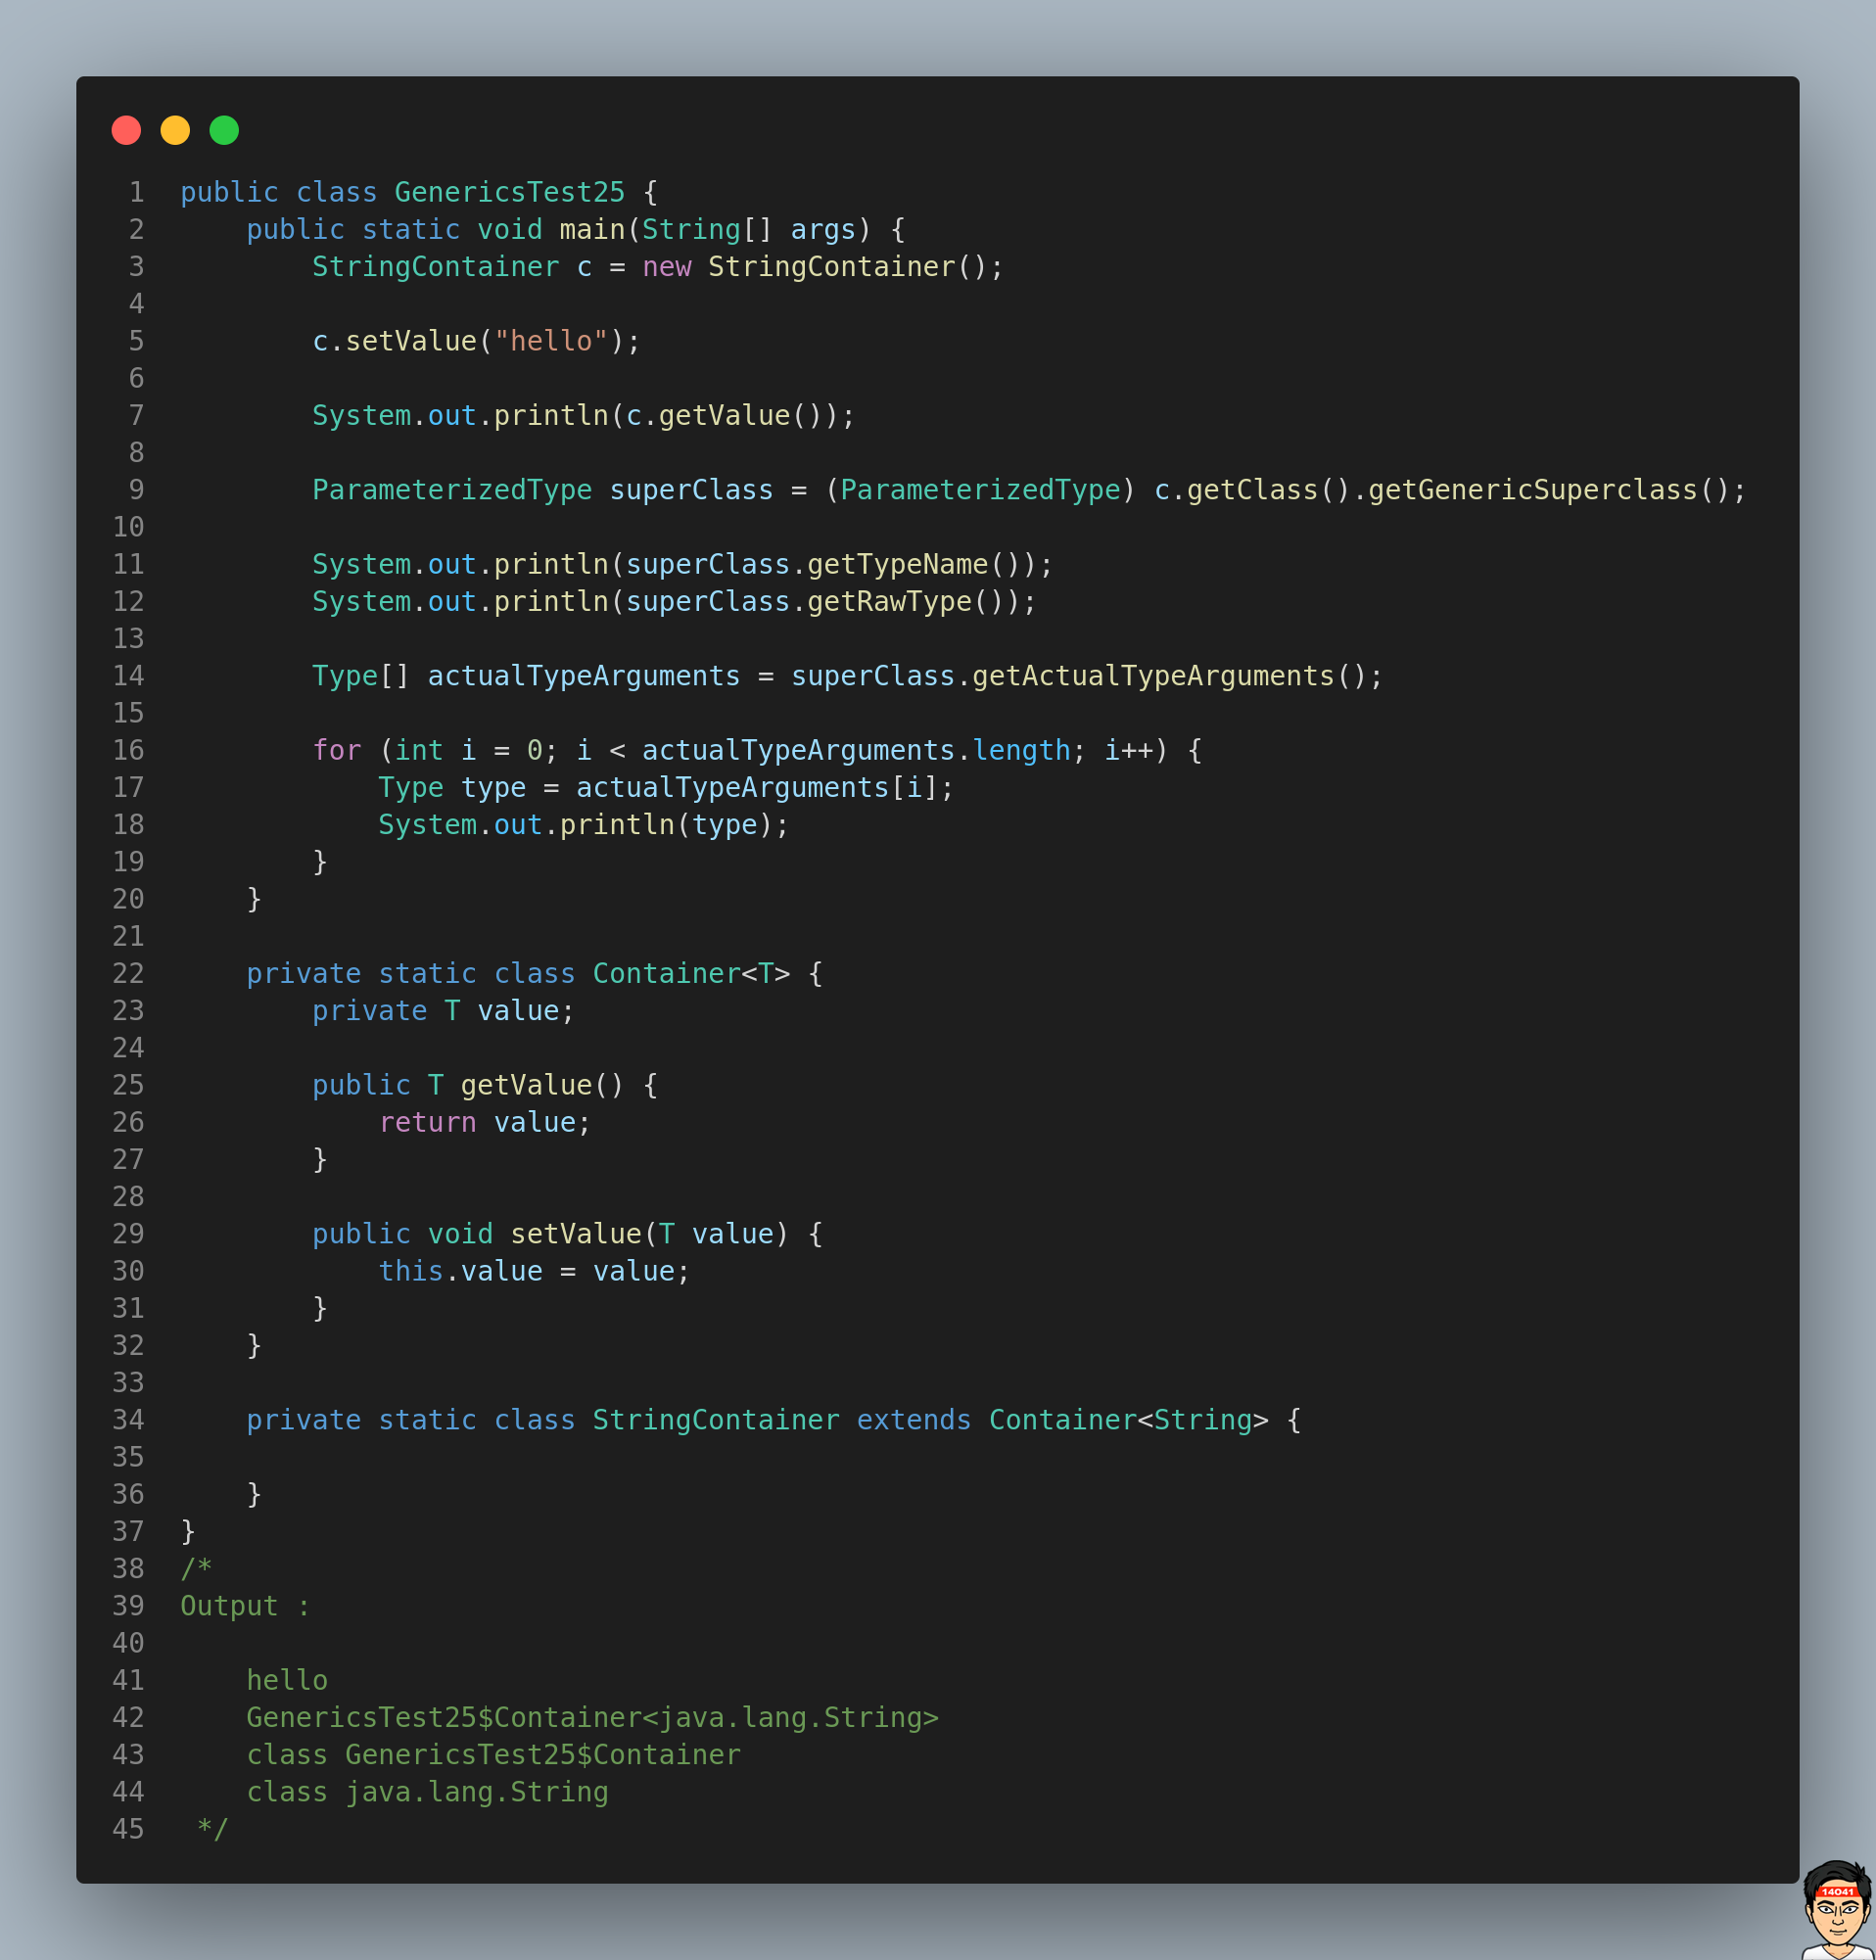 1 public class GenericsTest25 {
2     public static void main(String[] args) {
3         StringContainer c = new StringContainer();
4
5         c.setValue("hello");
6
7         System.out.println(c.getValue());
8
9         ParameterizedType superClass = (ParameterizedType) c.getClass().getGenericSuperclass();
10
11         System.out.println(superClass.getTypeName());
12         System.out.println(superClass.getRawType());
13
14         Type[] actualTypeArguments = superClass.getActualTypeArguments();
15
16         for (int i = 0; i < actualTypeArguments.length; i++) {
17             Type type = actualTypeArguments[i];
18             System.out.println(type);
19         }
20     }
21
22     private static class Container<T> {
23         private T value;
24
25         public T getValue() {
26             return value;
27         }
28
29         public void setValue(T value) {
30             this.value = value;
31         }
32     }
33
34     private static class StringContainer extends Container<String> {
35
36     }
37 }
38 /*
39 Output :
40
41     hello
42     GenericsTest25$Container<java.lang.String>
43     class GenericsTest25$Container
44     class java.lang.String
45  */
14041